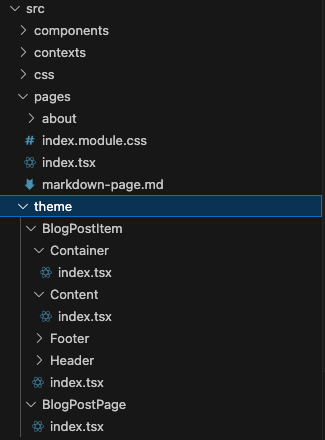 src
components
contexts
css
pages
about
index.module.css
index.tsx
markdown-page.md
theme
BlogPostItem
Container
index.tsx
Content
index.tsx
Footer
Header
index.tsx
BlogPostPage
index.tsx